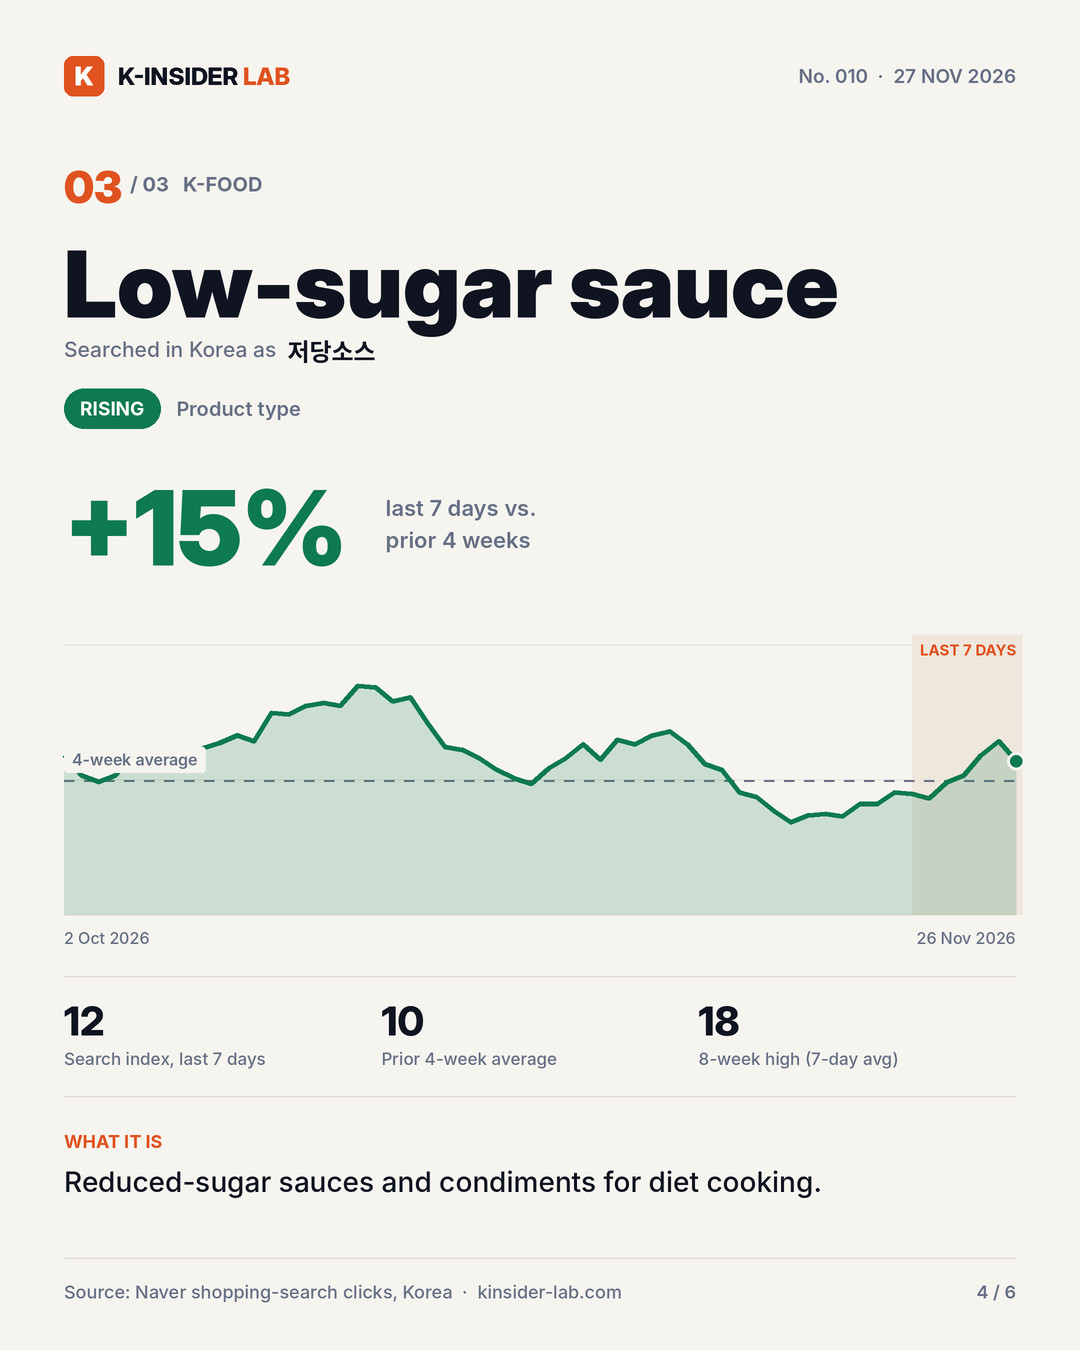 K K-INSIDER LAB
No. 010 · 27 NOV 2026
03 / 03 K-FOOD
Low-sugar sauce
Searched in Korea as 저당소스
RISING Product type
+15%
last 7 days vs.
prior 4 weeks
LAST 7 DAYS
4-week average
2 Oct 2026
26 Nov 2026
12
Search index, last 7 days
10
Prior 4-week average
18
8-week high (7-day avg)
WHAT IT IS
Reduced-sugar sauces and condiments for diet cooking.
Source: Naver shopping-search clicks, Korea · kinsider-lab.com
4 / 6